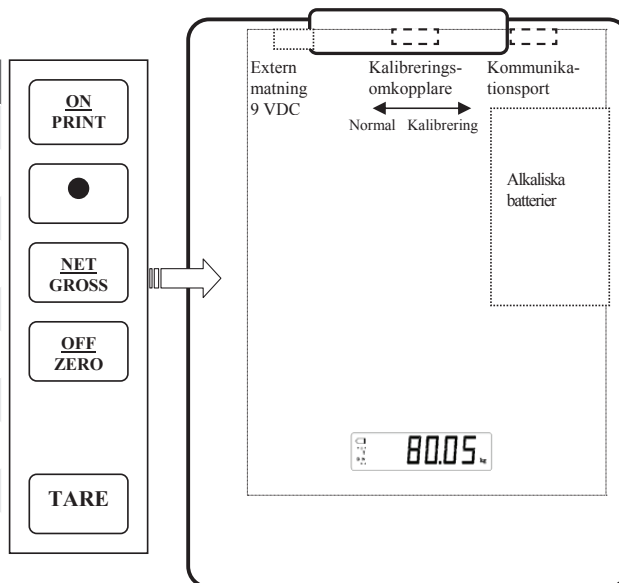 ON
PRINT
NET
GROSS
OFF
ZERO
TARE
Extern
matning
9 VDC
Kalibrerings-
omkopplare
Normal Kalibrering
Kommunika-
tionsport
Alkaliska
batterier
80.05